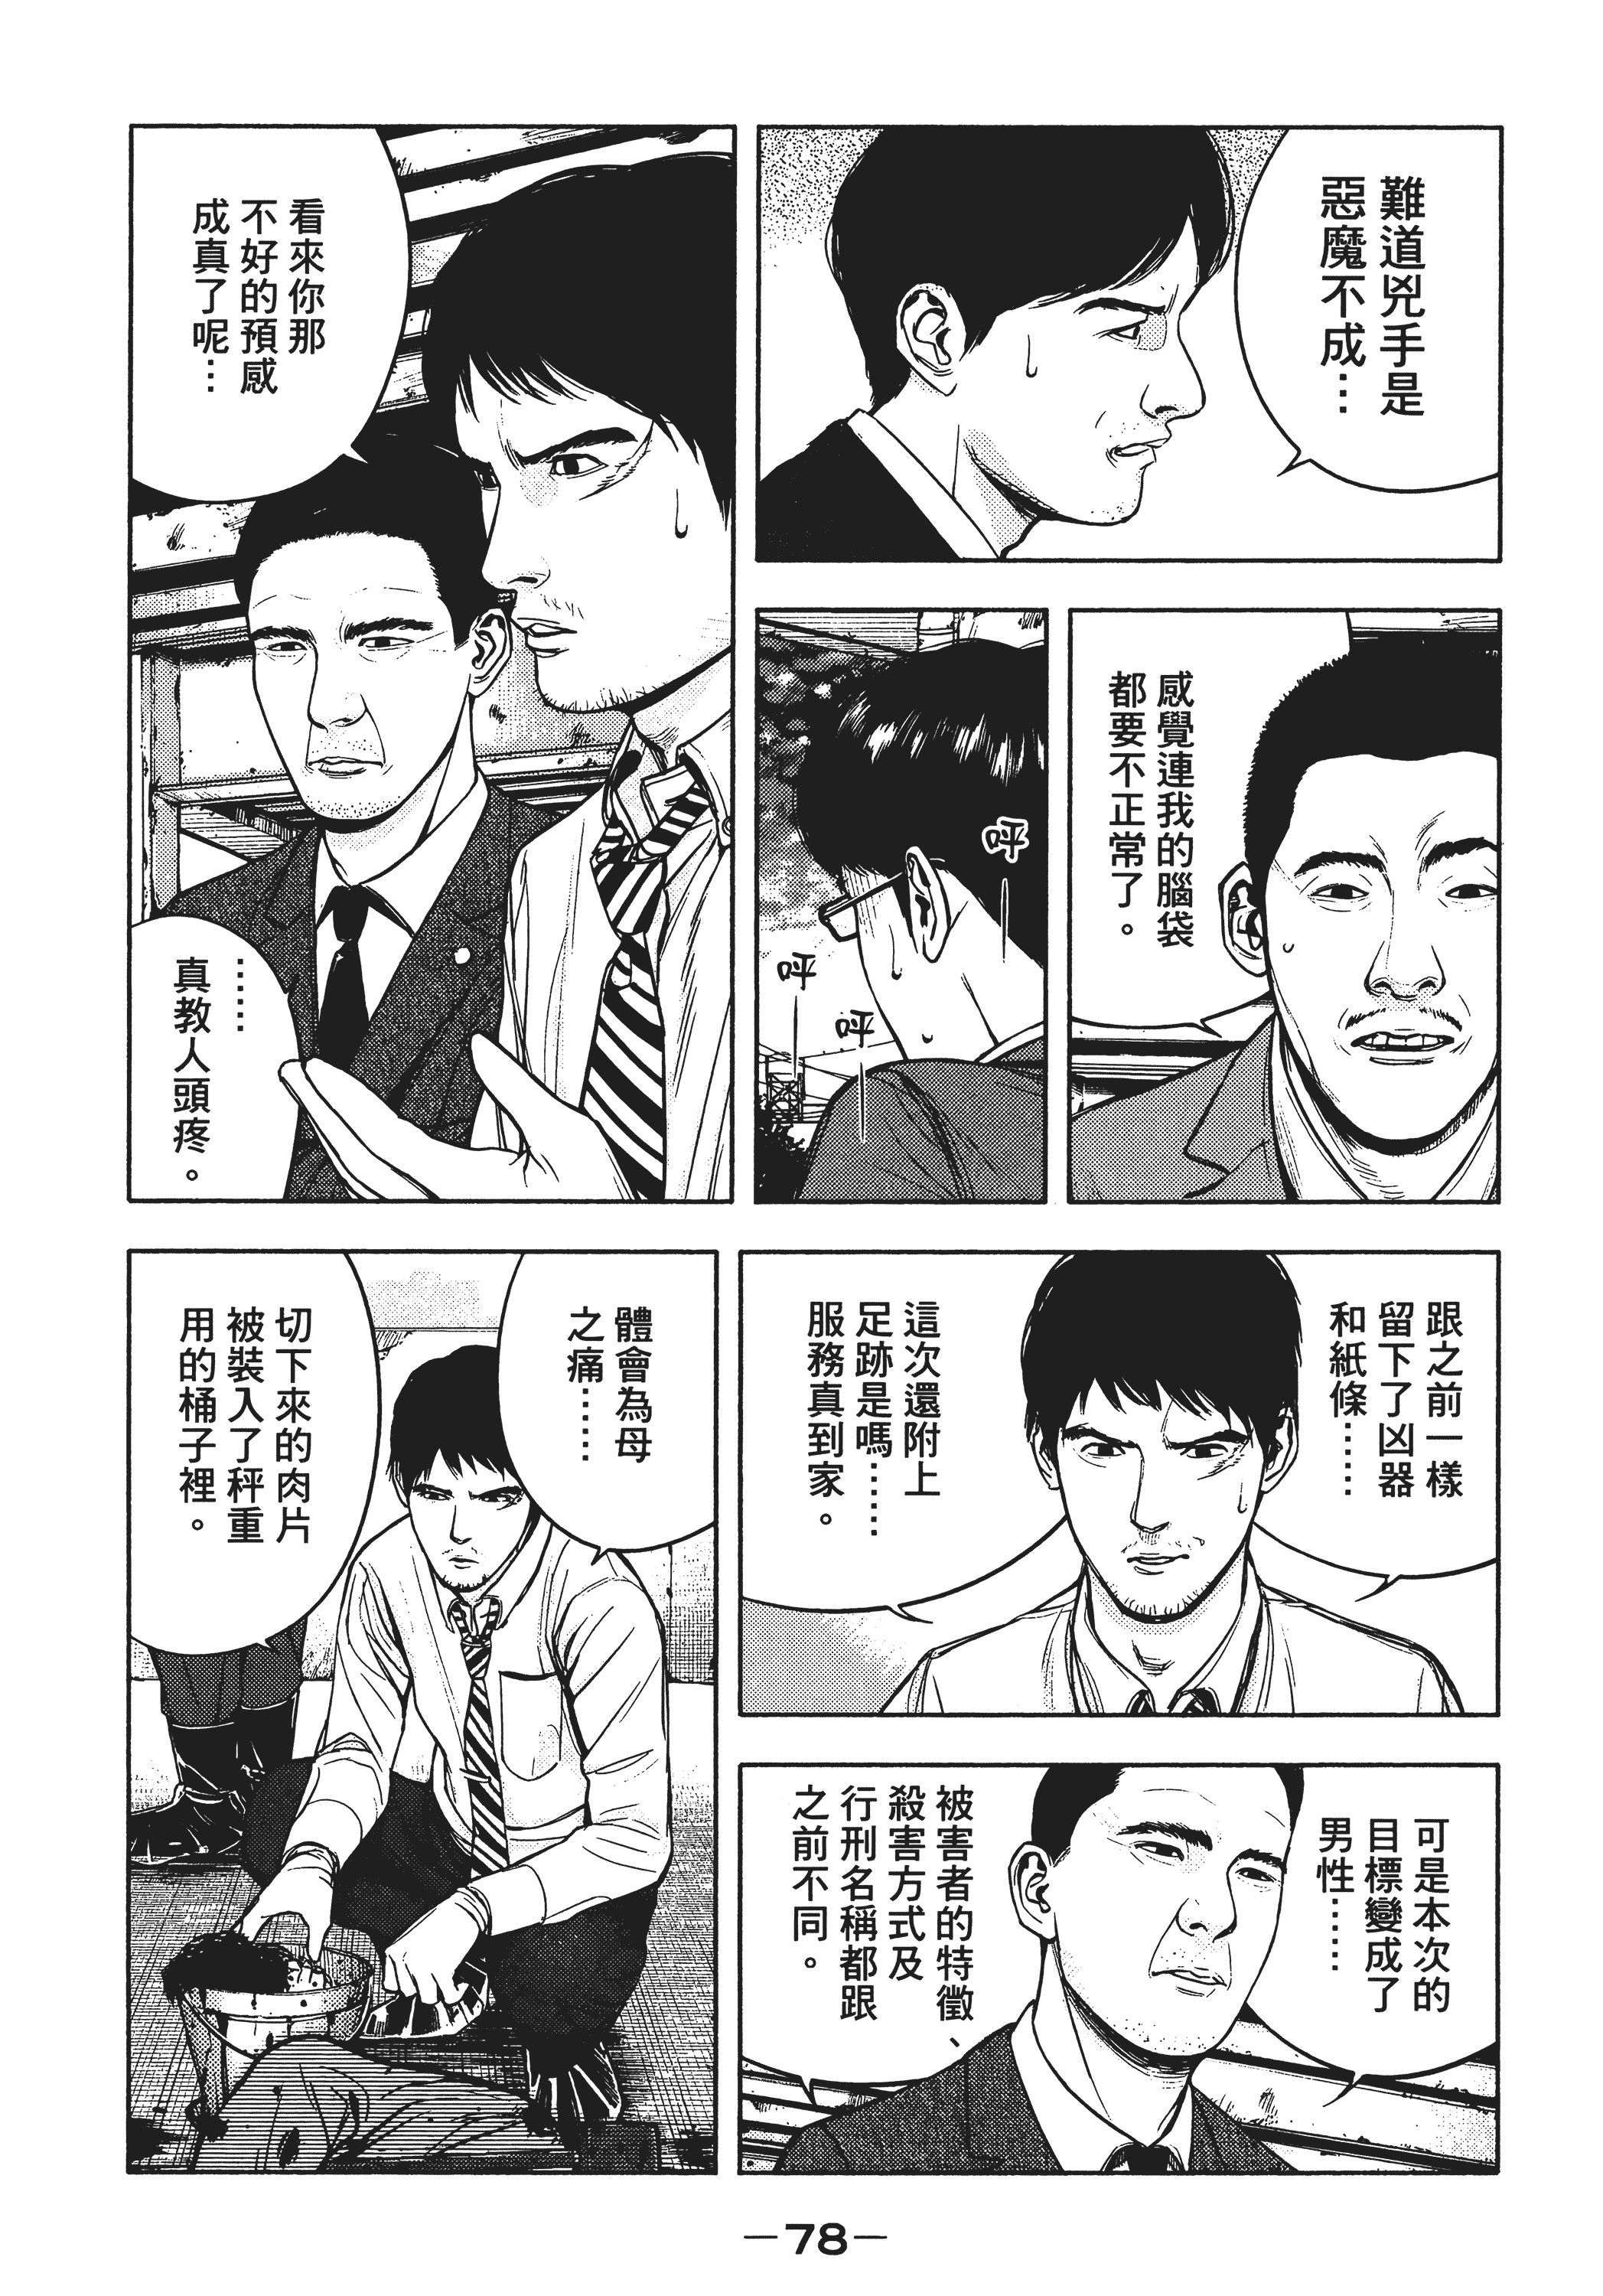 難道兇手是
惡魔不成⋯
感覺連我的腦袋
都要不正常了。
呼
呼
呼
看來你那
不好的預感
成真了呢⋯
⋯⋯
真教人頭疼。
跟之前一樣
留下了凶器
和紙條⋯⋯
這次還附上
足跡是嗎⋯⋯
服務真到家。
可是本次的
目標變成了
男性⋯⋯
被害者的特徵、
殺害方式及
行刑名稱都跟
之前不同。
體會為母
之痛⋯⋯
切下來的肉片
被裝入了秤重
用的桶子裡。
—78—